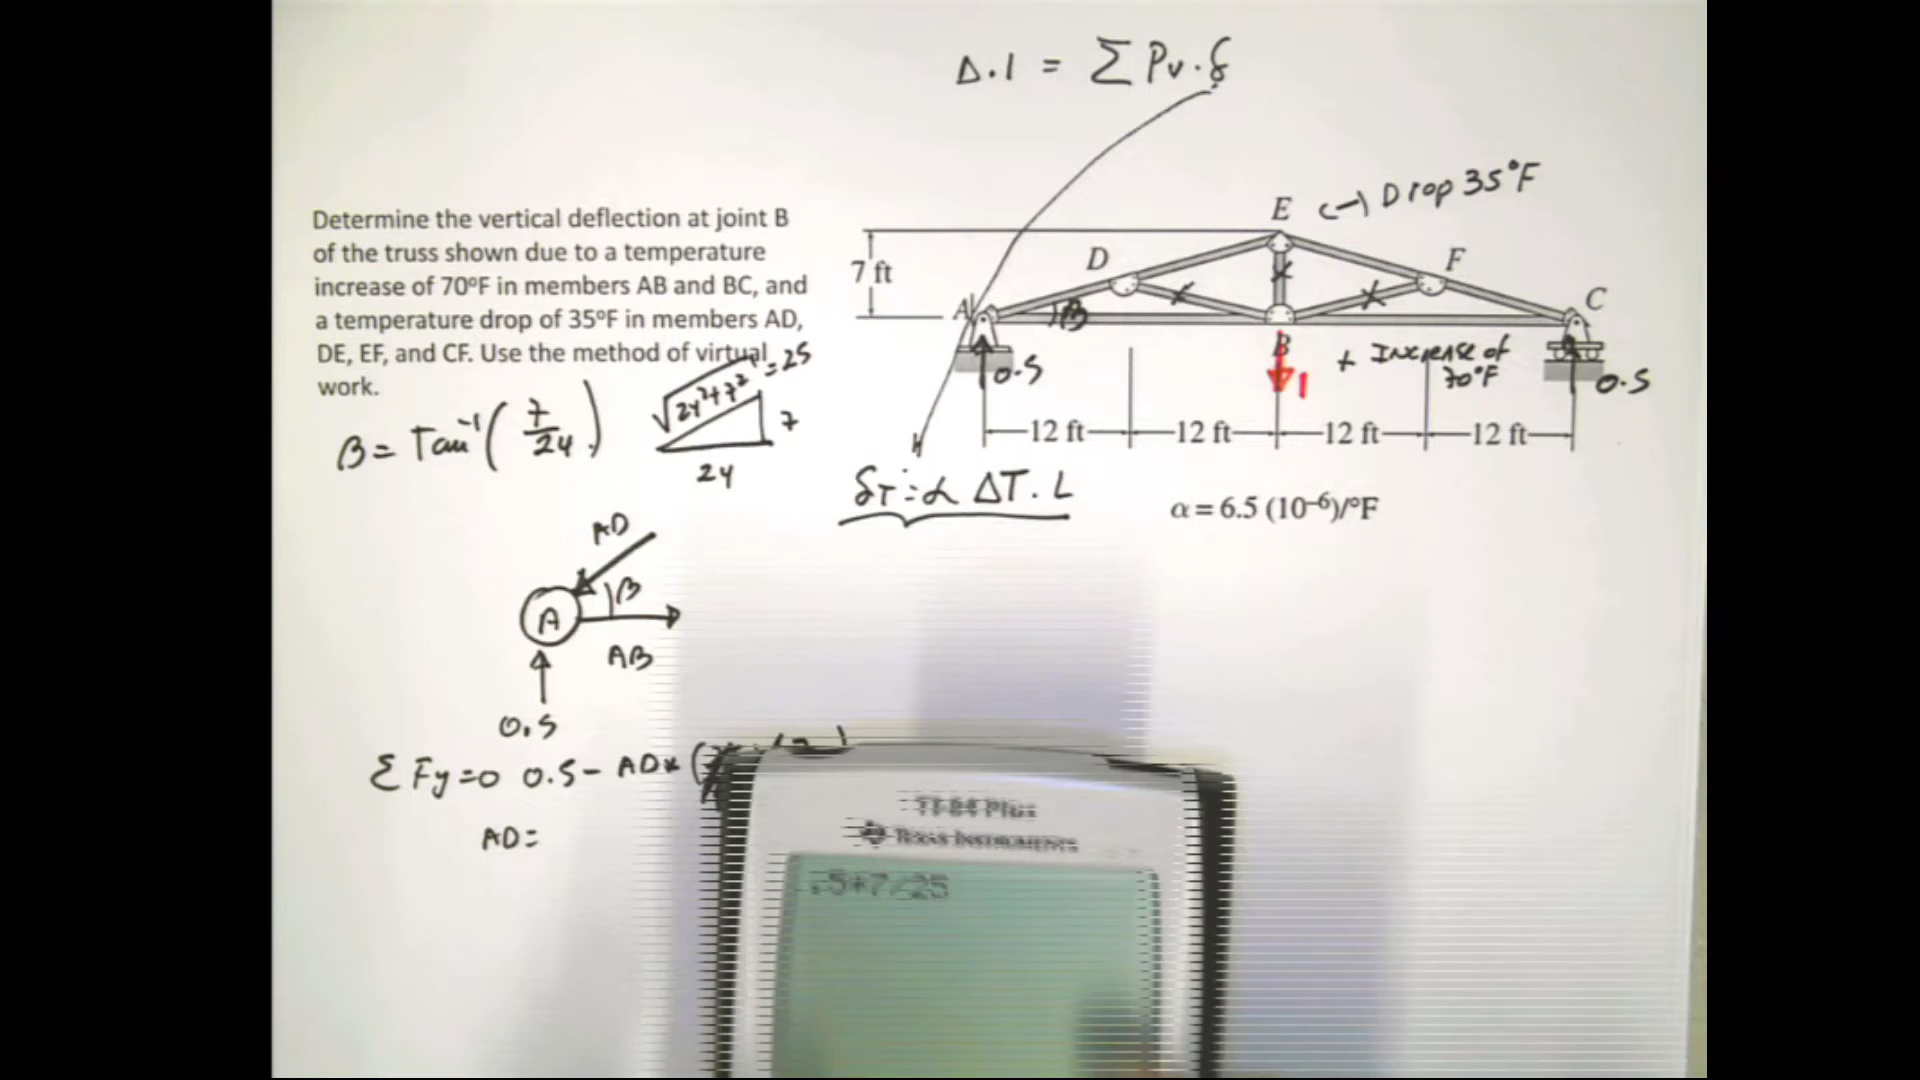 Δ.1 = Σ Pv.δ
Determine the vertical deflection at joint B
of the truss shown due to a temperature
increase of 70ºF in members AB and BC, and
a temperature drop of 35ºF in members AD,
DE, EF, and CF. Use the method of virtual
work.
(-) Drop 35°F
E
D
F
7 ft
A
β
C
B
0.5
1
+ Increase of
70°F
0.5
12 ft
12 ft
12 ft
12 ft
β = Tan⁻¹(7/24)
√24²+7² = 25
7
24
δT = α ΔT. L
α = 6.5 (10–6)/ºF
AD
β
A
AB
0.5
Σ Fy=0 0.5 - AD*
AD=
TI-84 Plus
TEXAS INSTRUMENTS
.5*7/25